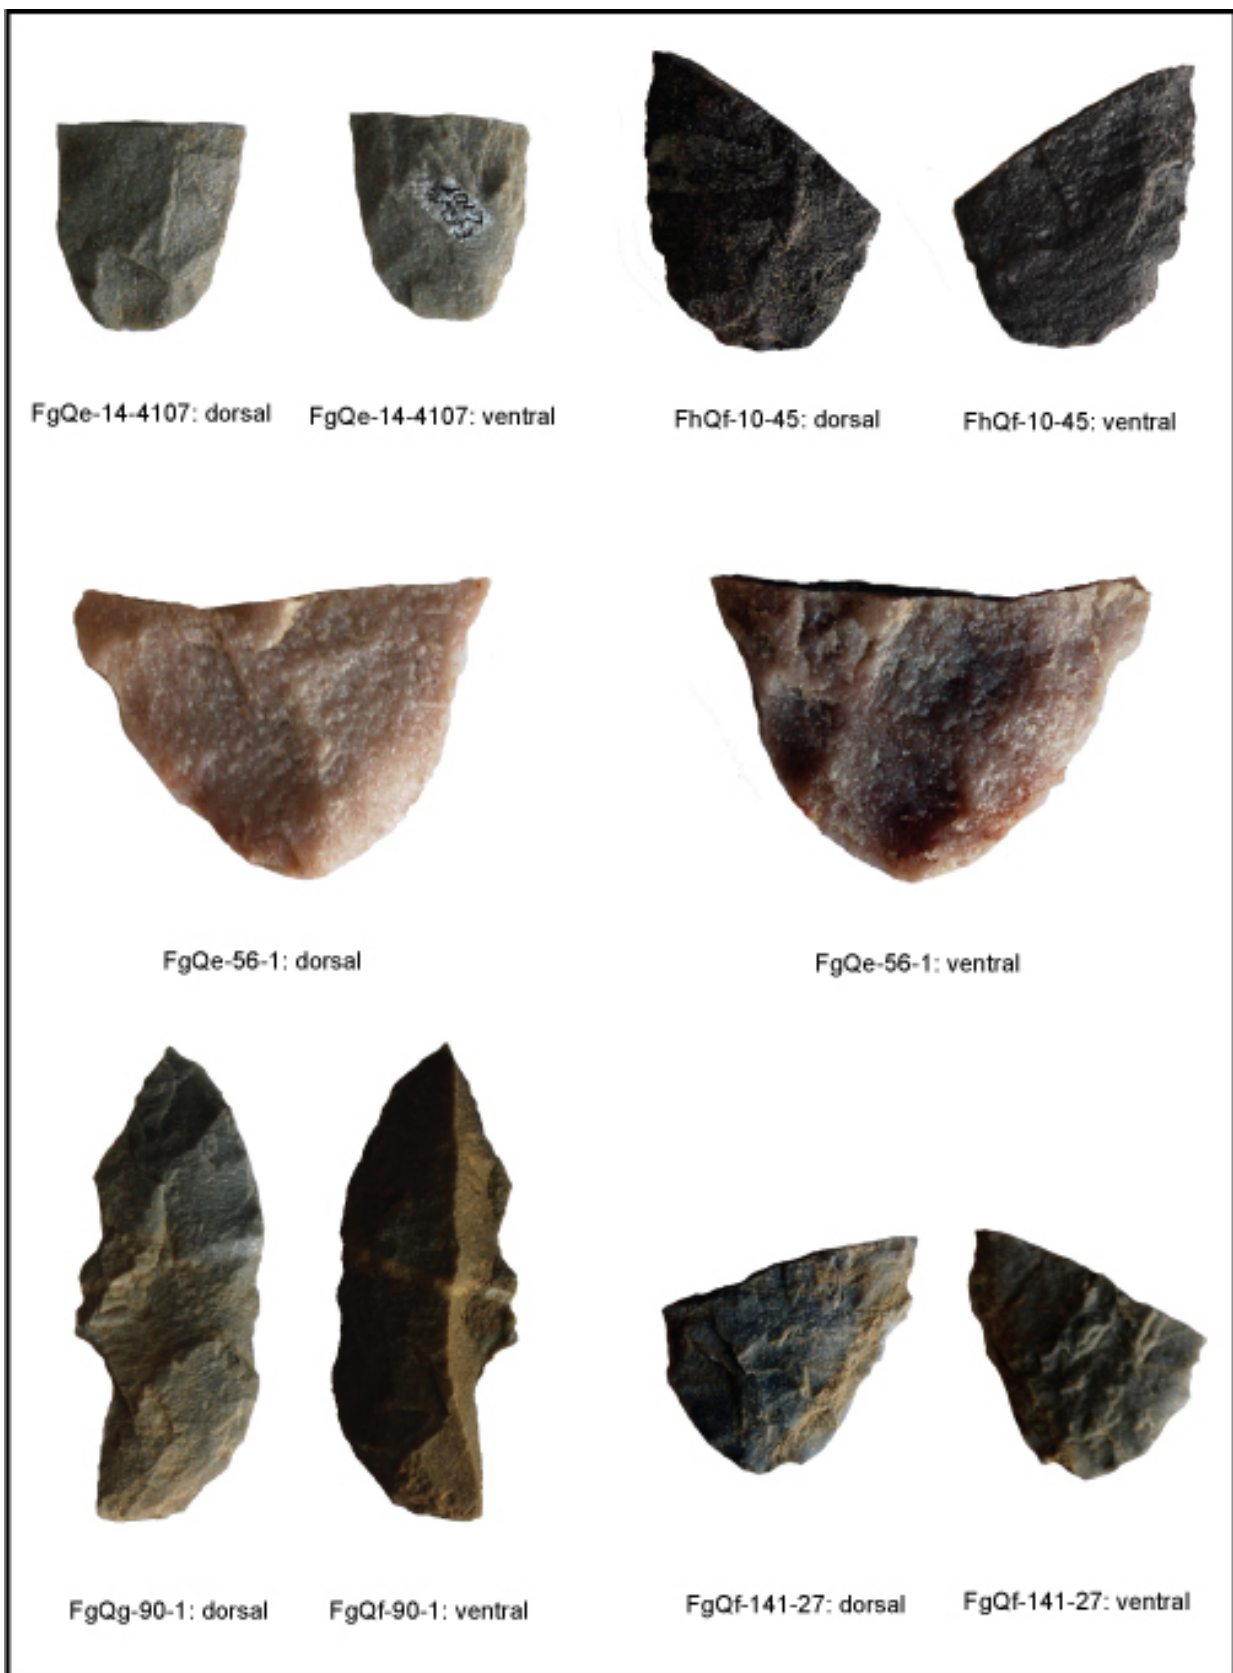 FgQe-14-4107: dorsal
FgQe-14-4107: ventral
FhQf-10-45: dorsal
FhQf-10-45: ventral
FgQe-56-1: dorsal
FgQe-56-1: ventral
FgQg-90-1: dorsal
FgQf-90-1: ventral
FgQf-141-27: dorsal
FgQf-141-27: ventral